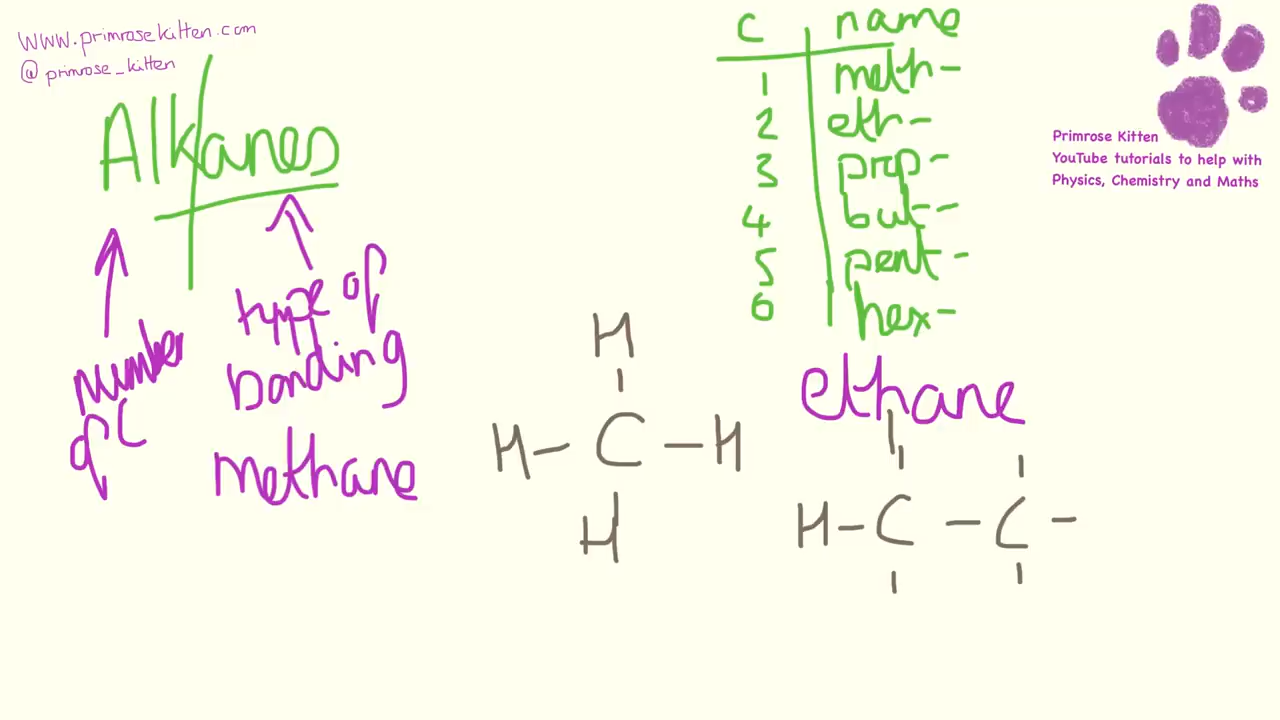 www.primrosekitten.com
@primrose_kitten
Alkanes
number
of C
type of
bonding
methane
C name
1 meth-
2 eth-
3 prop-
4 but-
5 pent-
6 hex-
Primrose Kitten
YouTube tutorials to help with
Physics, Chemistry and Maths
H
H-C-H
H
ethane
H-C-C-